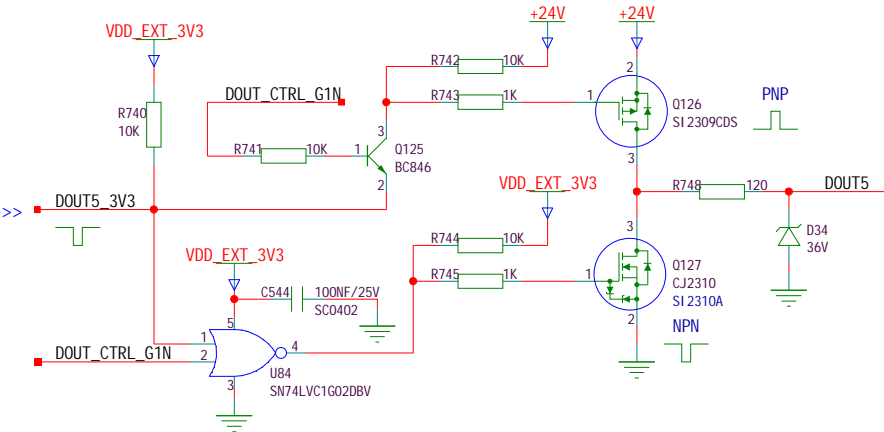 +24V
+24V
VDD_EXT_3V3
R742
10K
2
DOUT_CTRL_G1N
R743
1K
1
Q126
SI2309CDS
PNP
R740
10K
3
R741
10K
1
Q125
BC846
3
2
VDD_EXT_3V3
R748
120
DOUT5
>>
DOUT5_3V3
3
D34
36V
VDD_EXT_3V3
R744
10K
Q127
CJ2310
SI2310A
R745
1K
1
C544
100NF/25V
SC0402
5
2
NPN
1
DOUT_CTRL_G1N
2
4
3
U84
SN74LVC1G02DBV